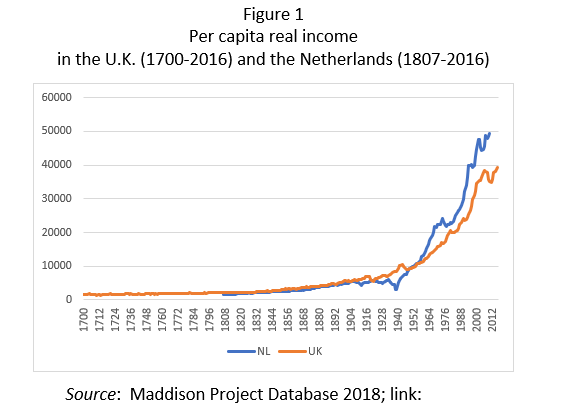 Figure 1
Per capita real income
in the U.K. (1700-2016) and the Netherlands (1807-2016)
60000
50000
40000
30000
20000
10000
0
1700 1712 1724 1736 1748 1760 1772 1784 1796 1808 1820 1832 1844 1856 1868 1880 1892 1904 1916 1928 1940 1952 1964 1976 1988 2000 2012
NL UK
Source: Maddison Project Database 2018; link: